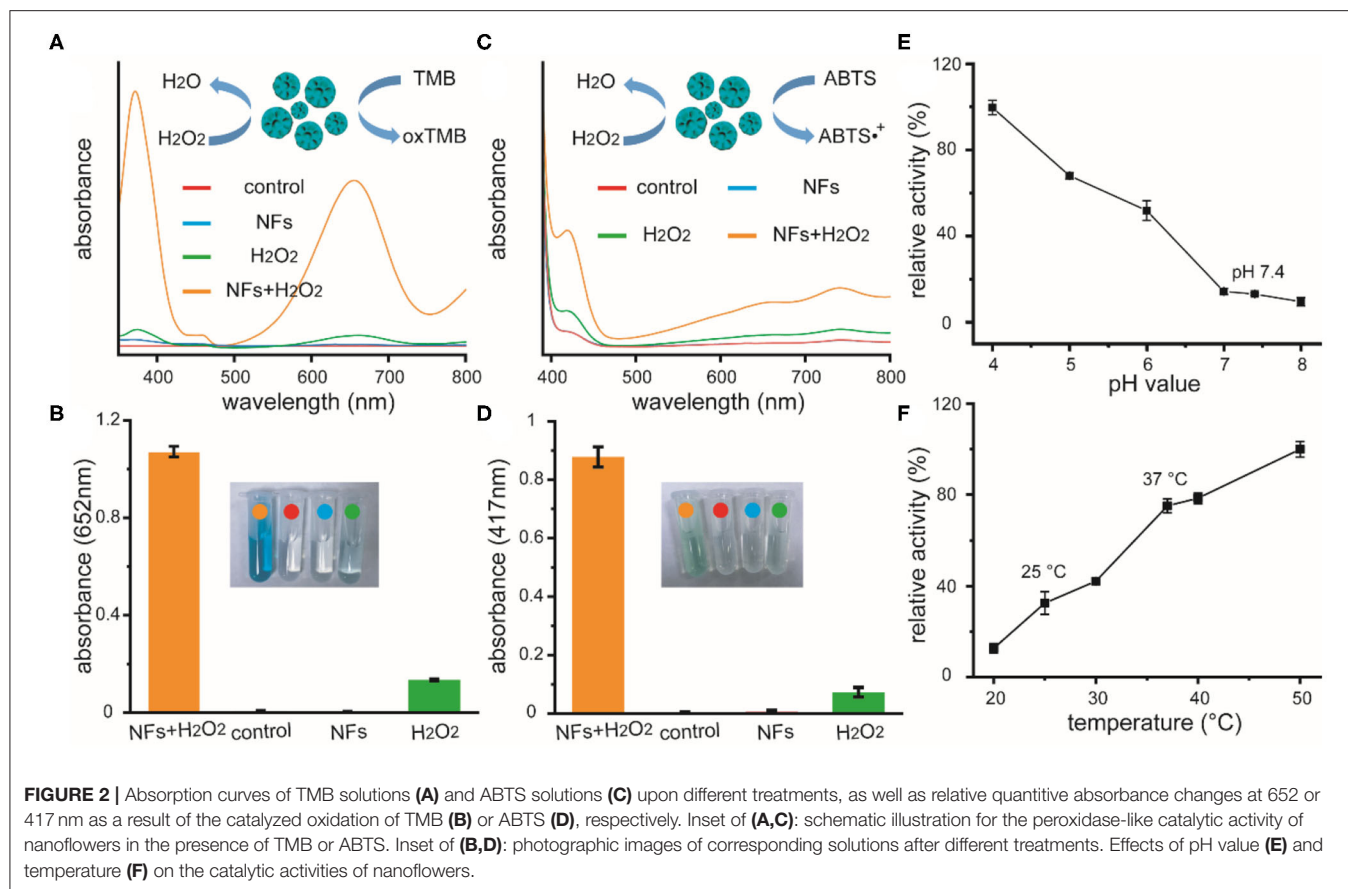 A
H2O
TMB
H2O2
oxTMB
control
NFs
H2O2
NFs+H2O2
absorbance
400 500 600 700 800
wavelength (nm)
C
H2O
ABTS
H2O2
ABTS•+
control NFs
H2O2 NFs+H2O2
absorbance
400 500 600 700 800
wavelength (nm)
E
120
80
40
0
relative activity (%)
pH 7.4
4 5 6 7 8
pH value
B
1.2
0.8
0.4
0
absorbance (652nm)
NFs+H2O2 control NFs H2O2
D
1
0.8
0.6
0.4
0.2
0
absorbance (417nm)
NFs+H2O2 control NFs H2O2
F
120
80
40
0
relative activity (%)
25 °C
37 °C
20 30 40 50
temperature (°C)
FIGURE 2 | Absorption curves of TMB solutions (A) and ABTS solutions (C) upon different treatments, as well as relative quantitive absorbance changes at 652 or
417 nm as a result of the catalyzed oxidation of TMB (B) or ABTS (D), respectively. Inset of (A,C): schematic illustration for the peroxidase-like catalytic activity of
nanoflowers in the presence of TMB or ABTS. Inset of (B,D): photographic images of corresponding solutions after different treatments. Effects of pH value (E) and
temperature (F) on the catalytic activities of nanoflowers.